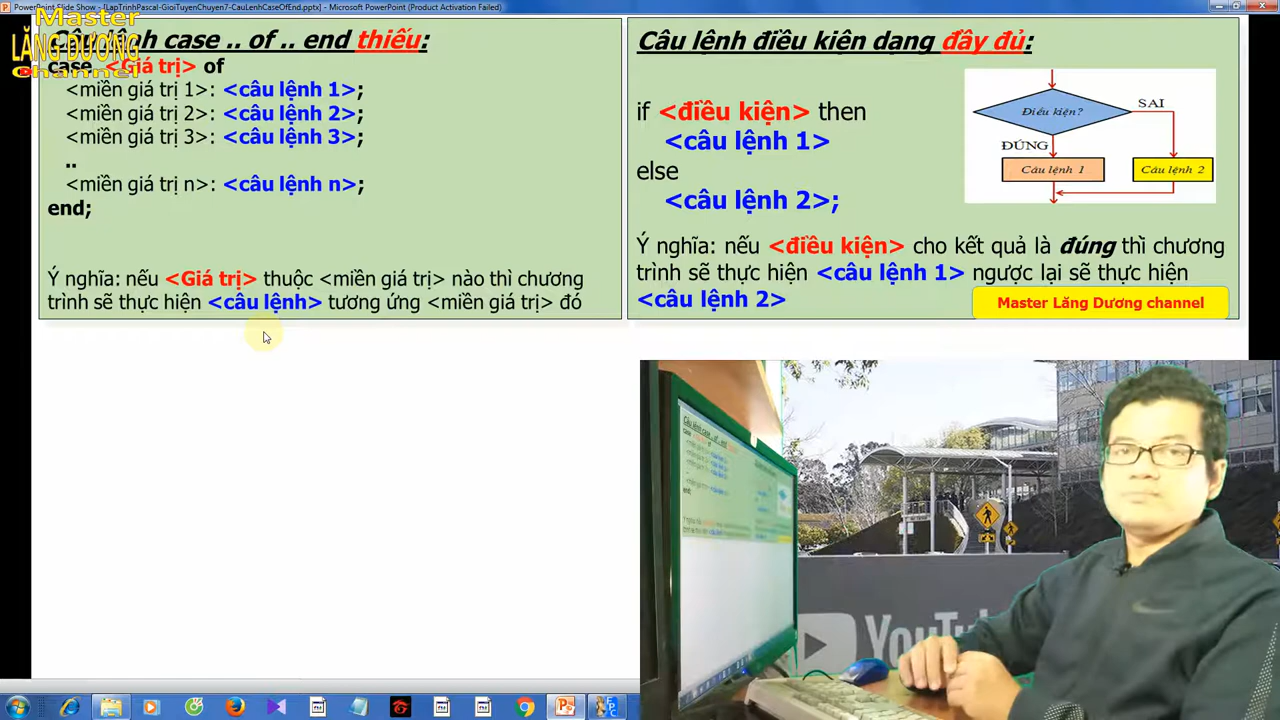 PowerPoint Slide Show - [LapTrinhPascal-GioiTuyenChuyen7-CauLenhCaseOfEnd.pptx] - Microsoft PowerPoint (Product Activation Failed)
Master
LĂNG DƯƠNG
Channel
lệnh case .. of .. end thiếu:
case <Giá trị> of
<miền giá trị 1>: <câu lệnh 1>;
<miền giá trị 2>: <câu lệnh 2>;
<miền giá trị 3>: <câu lệnh 3>;
..
<miền giá trị n>: <câu lệnh n>;
end;
Ý nghĩa: nếu <Giá trị> thuộc <miền giá trị> nào thì chương
trình sẽ thực hiện <câu lệnh> tương ứng <miền giá trị> đó
Câu lệnh điều kiện dạng đầy đủ:
if <điều kiện> then
<câu lệnh 1>
else
<câu lệnh 2>;
Điều kiện?
SAI
ĐÚNG
Câu lệnh 1
Câu lệnh 2
Ý nghĩa: nếu <điều kiện> cho kết quả là đúng thì chương
trình sẽ thực hiện <câu lệnh 1> ngược lại sẽ thực hiện
<câu lệnh 2>
Master Lăng Dương channel
YouTube